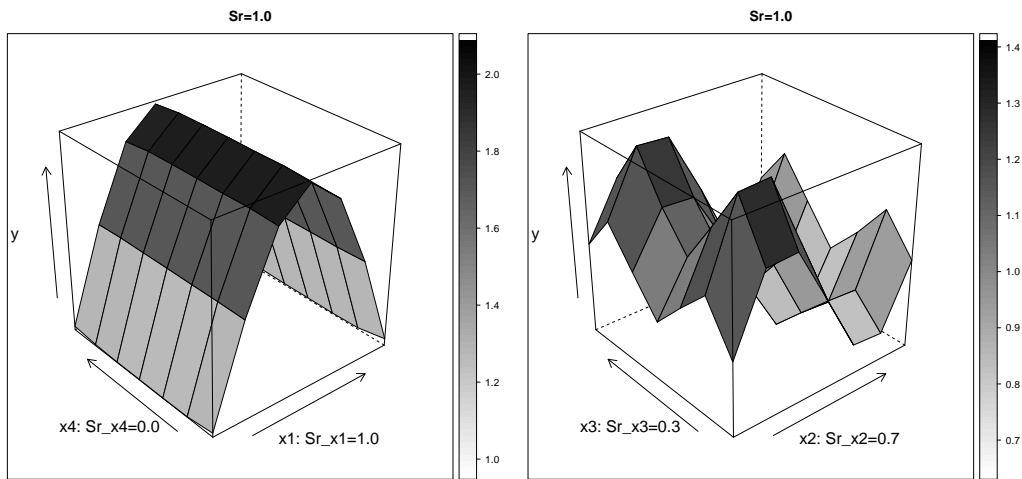 Sr=1.0
y
x4: Sr_x4=0.0
x1: Sr_x1=1.0
2.0
1.8
1.6
1.4
1.2
1.0
Sr=1.0
y
x3: Sr_x3=0.3
x2: Sr_x2=0.7
1.4
1.3
1.2
1.1
1.0
0.9
0.8
0.7